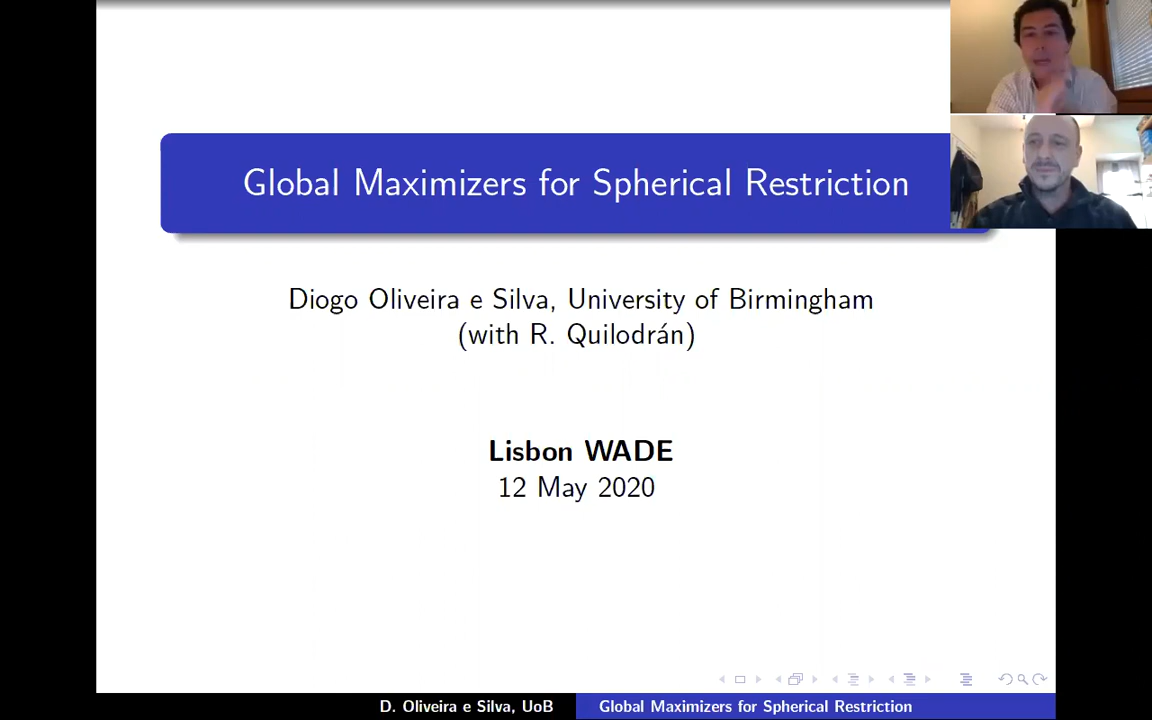 Global Maximizers for Spherical Restriction
Diogo Oliveira e Silva, University of Birmingham
(with R. Quilodrán)
Lisbon WADE
12 May 2020
D. Oliveira e Silva, UoB
Global Maximizers for Spherical Restriction